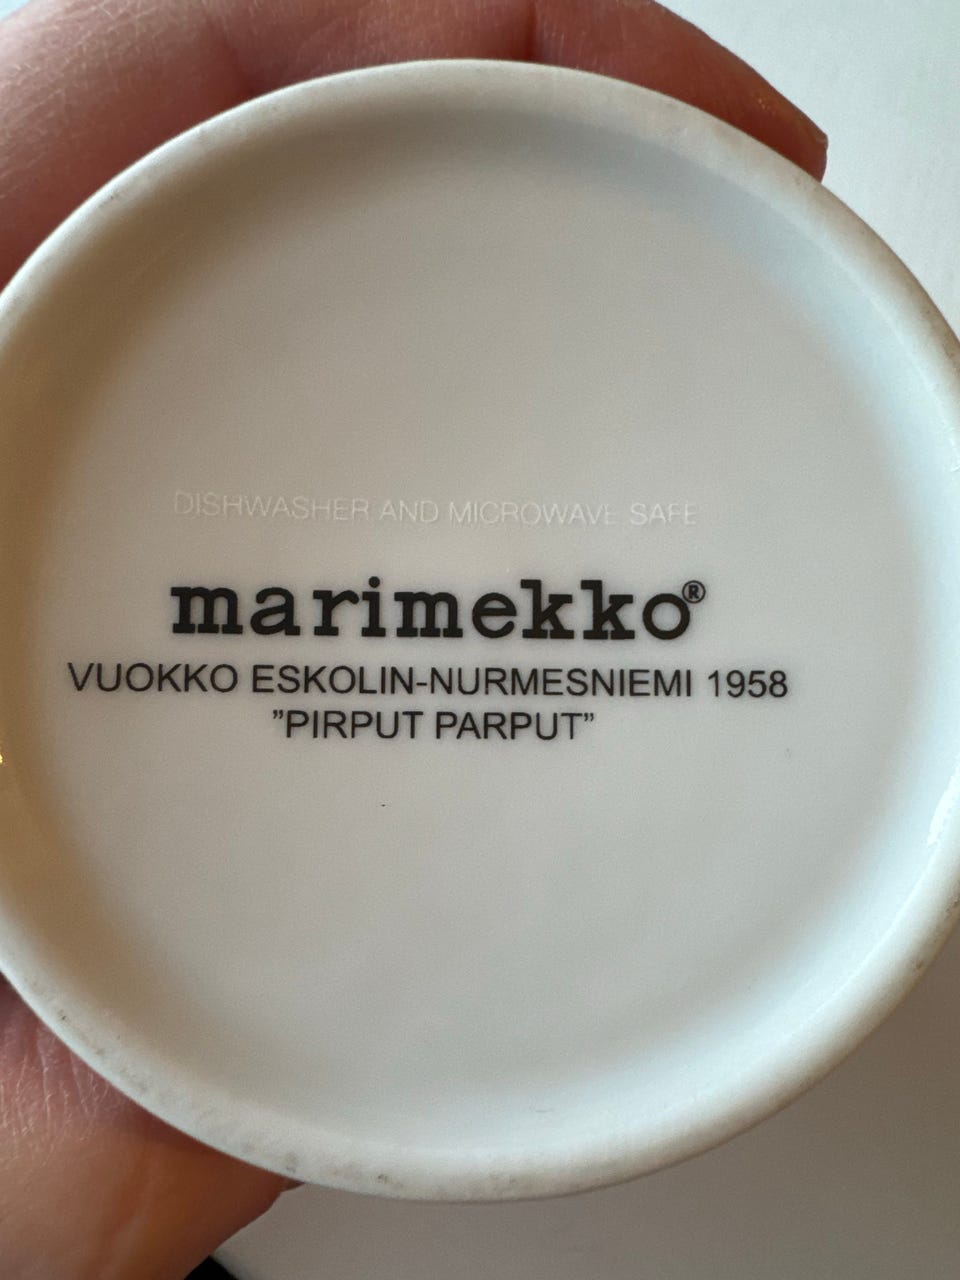 DISHWASHER AND MICROWAVE SAFE
marimekko®
VUOKKO ESKOLIN-NURMESNIEMI 1958
”PIRPUT PARPUT”